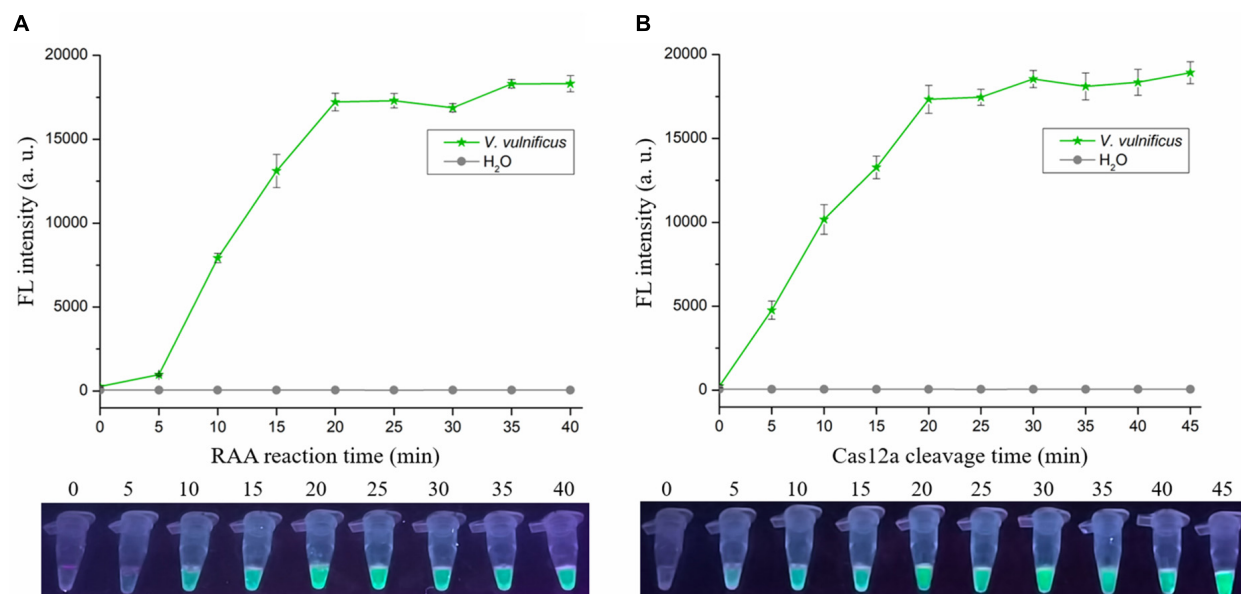 A
20000
15000
10000
5000
0
FL intensity (a. u.)
V. vulnificus
H₂O
0 5 10 15 20 25 30 35 40
RAA reaction time (min)
0 5 10 15 20 25 30 35 40
B
20000
15000
10000
5000
0
FL intensity (a. u.)
V. vulnificus
H₂O
0 5 10 15 20 25 30 35 40 45
Cas12a cleavage time (min)
0 5 10 15 20 25 30 35 40 45